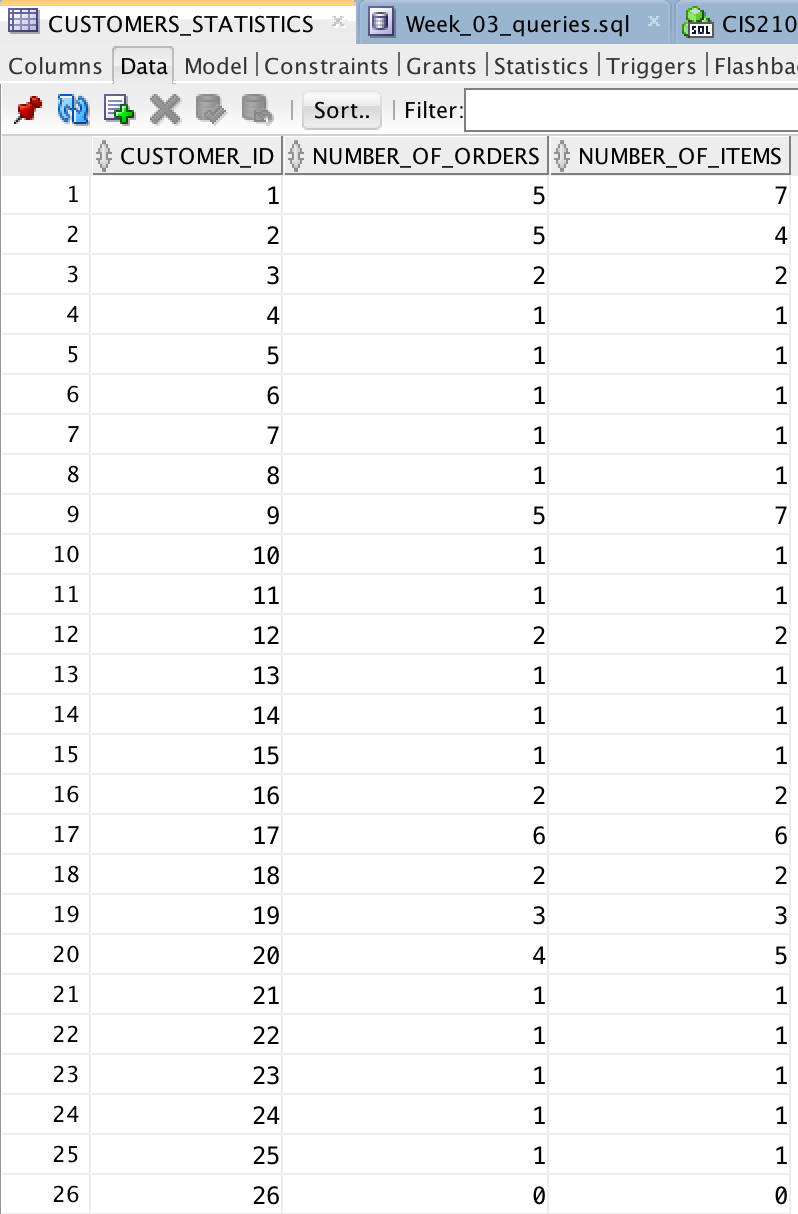 CUSTOMERS_STATISTICS × Week_03_queries.sql × SQL CIS210
Columns Data Model | Constraints | Grants | Statistics | Triggers | Flashba
Sort.. Filter:
CUSTOMER_ID NUMBER_OF_ORDERS NUMBER_OF_ITEMS
1 1 5 7
2 2 5 4
3 3 2 2
4 4 1 1
5 5 1 1
6 6 1 1
7 7 1 1
8 8 1 1
9 9 5 7
10 10 1 1
11 11 1 1
12 12 2 2
13 13 1 1
14 14 1 1
15 15 1 1
16 16 2 2
17 17 6 6
18 18 2 2
19 19 3 3
20 20 4 5
21 21 1 1
22 22 1 1
23 23 1 1
24 24 1 1
25 25 1 1
26 26 0 0